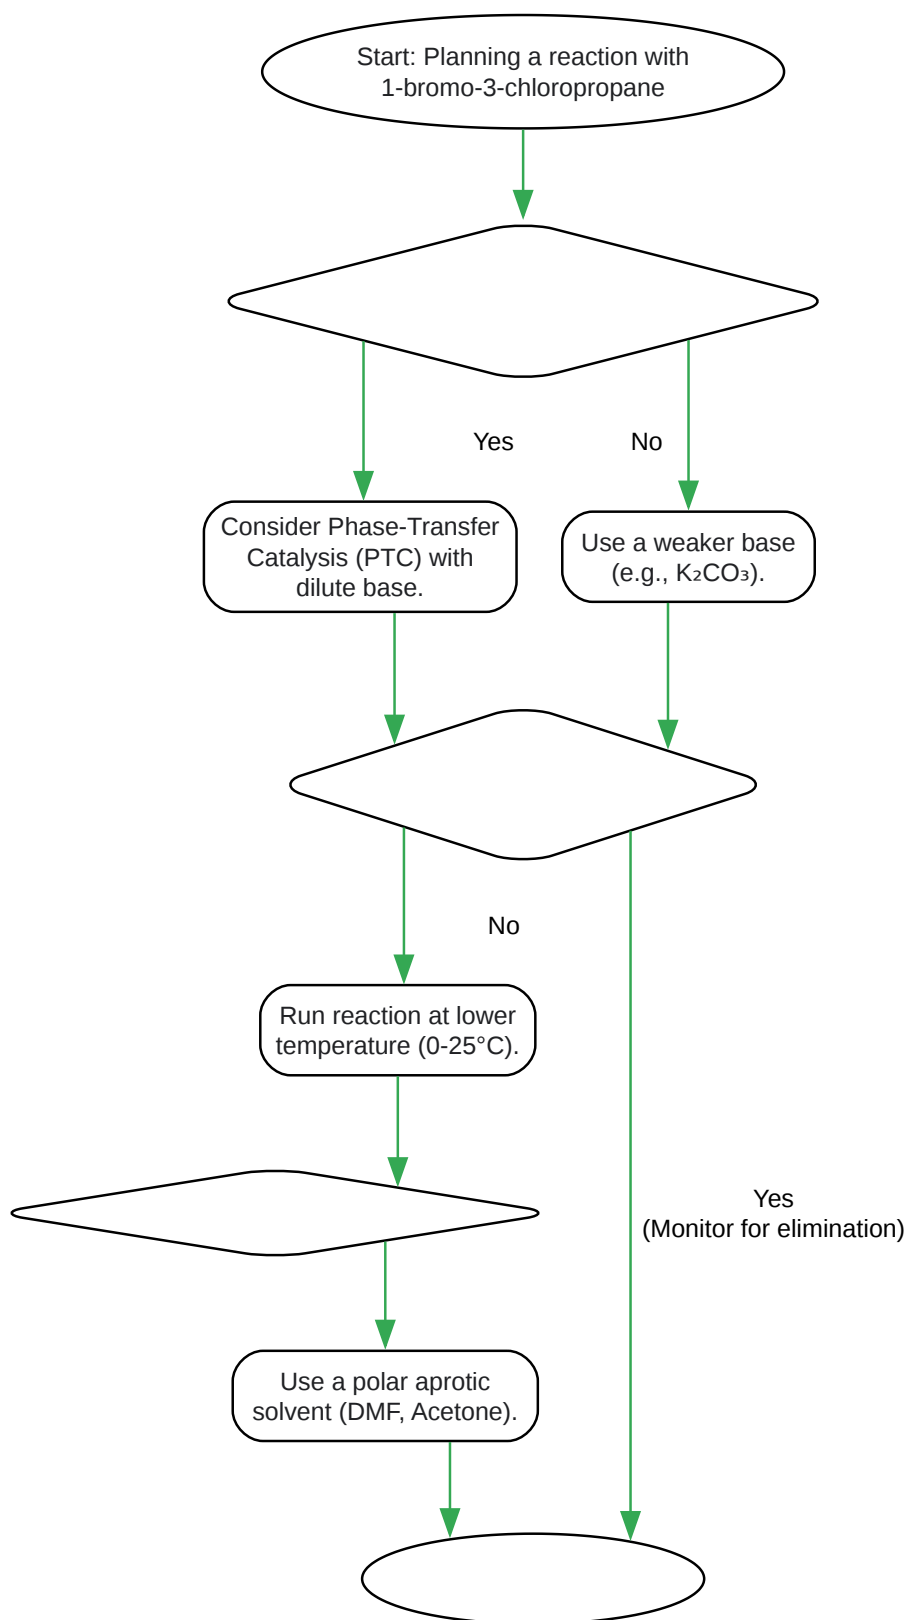 Start: Planning a reaction with
1-bromo-3-chloropropane
Yes
No
Consider Phase-Transfer
Catalysis (PTC) with
dilute base.
Use a weaker base
(e.g., K₂CO₃).
No
Run reaction at lower
temperature (0-25°C).
Yes
(Monitor for elimination)
Use a polar aprotic
solvent (DMF, Acetone).